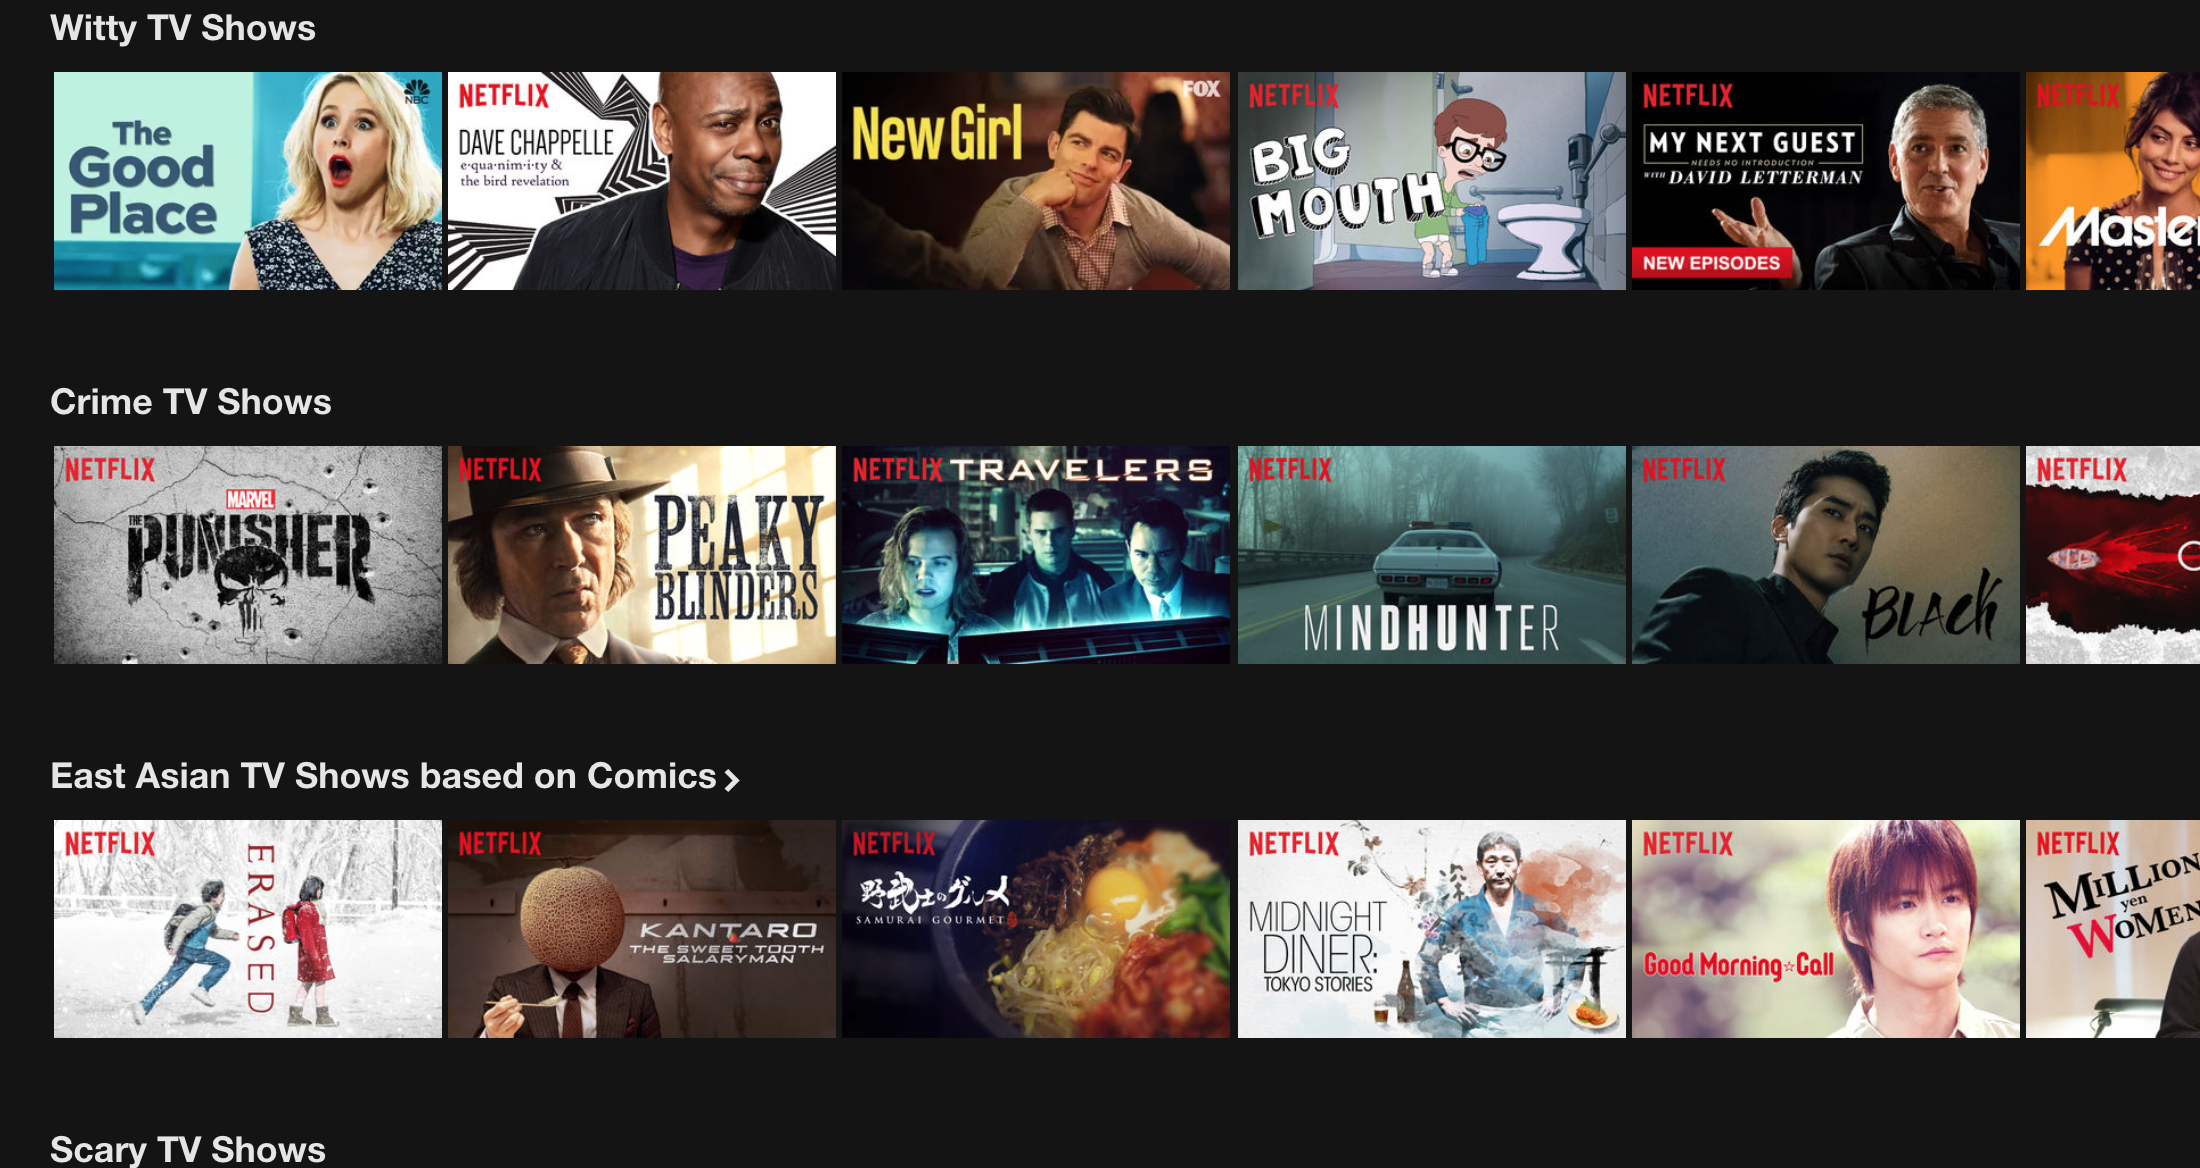 Witty TV Shows
NBC
The
Good
Place
NETFLIX
DAVE CHAPPELLE
e·qua·nim·i·ty &
the bird revelation
FOX
New Girl
NETFLIX
BIG
MOUTH
NETFLIX
MY NEXT GUEST
NEEDS NO INTRODUCTION
WITH DAVID LETTERMAN
NEW EPISODES
NETFLIX
Crime TV Shows
NETFLIX
MARVEL
THE
PUNISHER
NETFLIX
PEAKY
BLINDERS
NETFLIX
TRAVELERS
NETFLIX
MINDHUNTER
NETFLIX
BLACK
NETFLIX
East Asian TV Shows based on Comics
NETFLIX
ERASED
NETFLIX
KANTARO
THE SWEET TOOTH
SALARYMAN
NETFLIX
野武士のグルメ
SAMURAI GOURMET
NETFLIX
MIDNIGHT
DINER:
TOKYO STORIES
NETFLIX
Good Morning☆Call
NETFLIX
MILLION
yen
WOMEN
Scary TV Shows